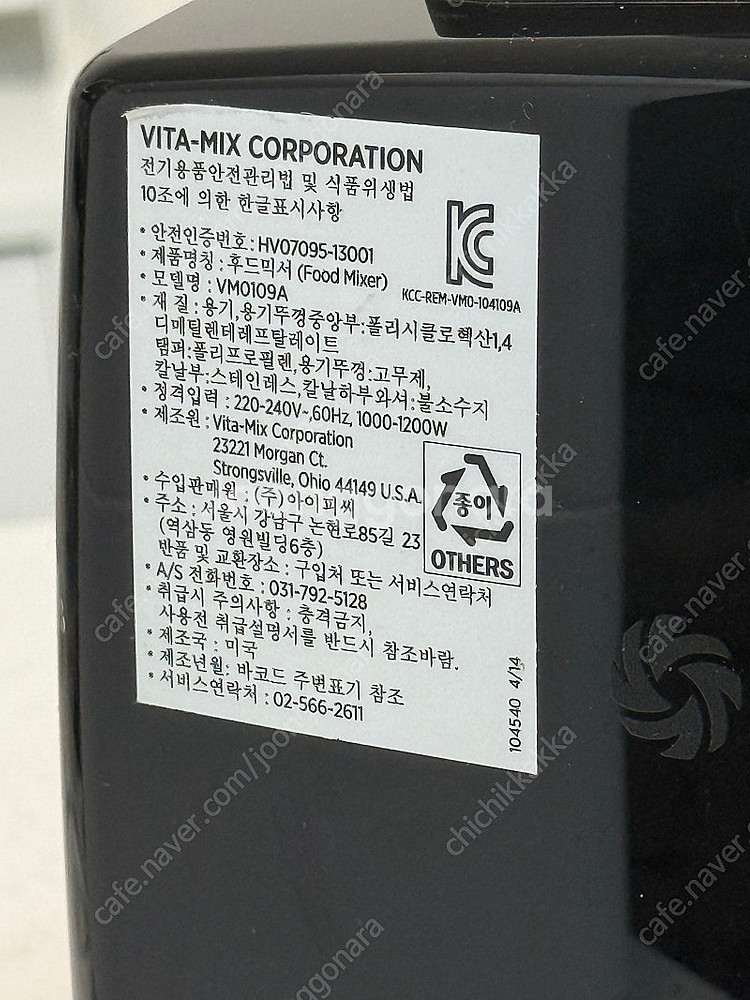 VITA-MIX CORPORATION
전기용품안전관리법 및 식품위생법
10조에 의한 한글표시사항
KCC-REM-VM0-104109A
* 안전인증번호 : HV07095-13001
* 제품명칭 : 후드믹서 (Food Mixer)
* 모델명 : VM0109A
* 재 질 : 용기,용기뚜껑중앙부:폴리시클로헥산1,4
디메틸렌테레프탈레이트
탬퍼:폴리프로필렌,용기뚜껑:고무제,
칼날부:스테인레스,칼날하부와셔:불소수지
* 정격입력 : 220-240V~,60Hz, 1000-1200W
* 제조원 : Vita-Mix Corporation
23221 Morgan Ct.
Strongsville, Ohio 44149 U.S.A.
* 수입판매원 : (주)아이피씨
* 주소 : 서울시 강남구 논현로85길 23
(역삼동 영원빌딩6층)
반품 및 교환장소 : 구입처 또는 서비스연락처
* A/S 전화번호 : 031-792-5128
* 취급시 주의사항 : 충격금지,
사용전 취급설명서를 반드시 참조바람.
* 제조국 : 미국
* 제조년월: 바코드 주변표기 참조
* 서비스연락처 : 02-566-2611
종이
OTHERS
104540 4/14
cafe.naver.com/joonggonara
chichikkakka